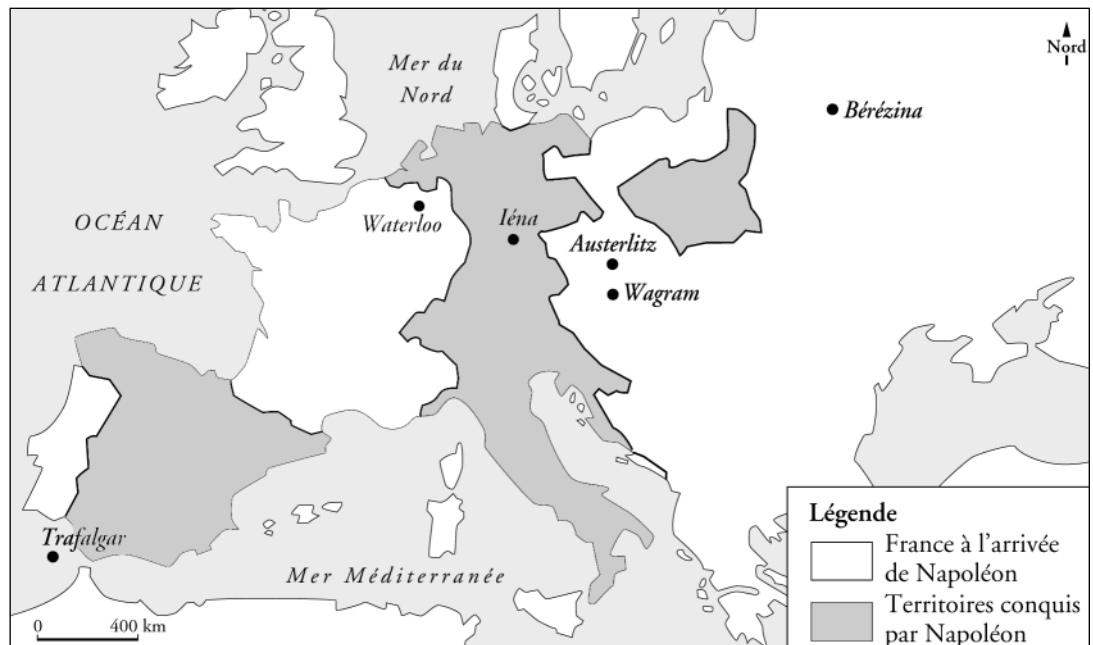 Mer du
Nord
Nord
Bérézina
OCÉAN
ATLANTIQUE
Waterloo
Iéna
Austerlitz
Wagram
Trafalgar
Mer Méditerranée
0 400 km
Légende
France à l'arrivée
de Napoléon
Territoires conquis
par Napoléon